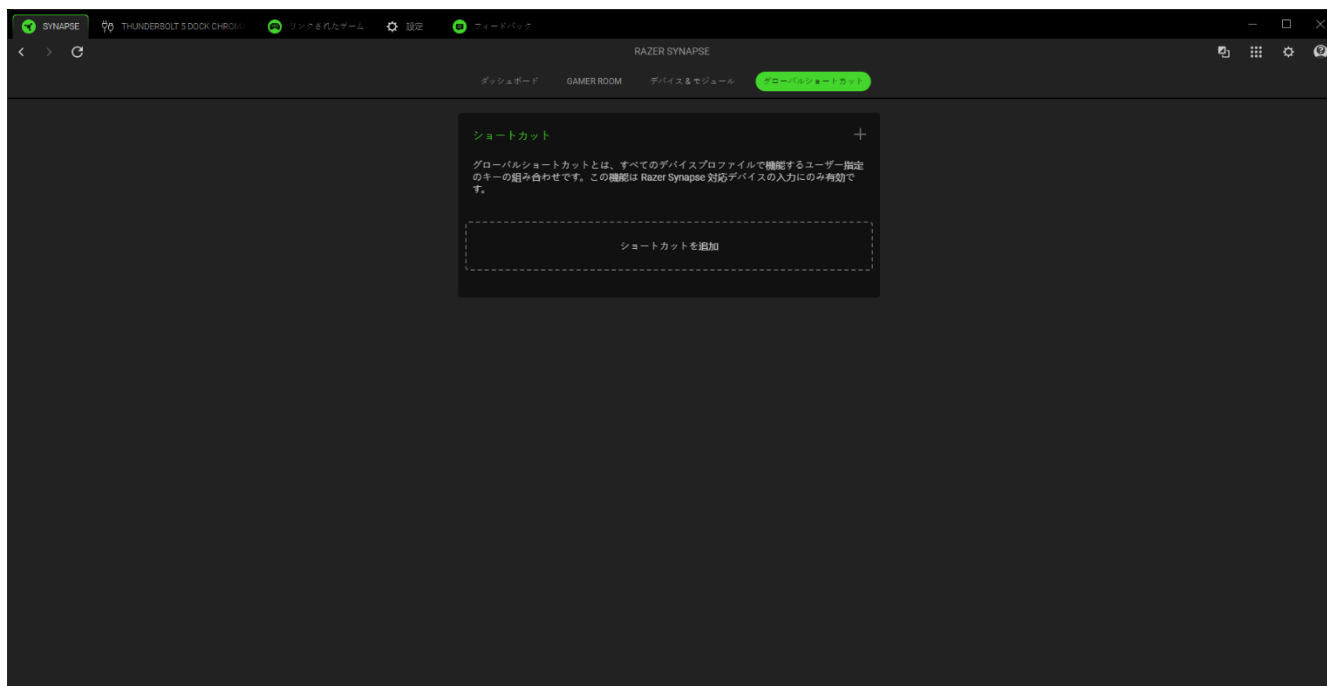 SYNAPSE THUNDERBOLT 5 DOCK CHROM リンクされたゲーム 設定 フィードバック
RAZER SYNAPSE
ダッシュボード GAMER ROOM デバイス & モジュール グローバルショートカット
ショートカット
グローバルショートカットとは、すべてのデバイスプロファイルで機能するユーザー指定
のキーの組み合わせです。この機能は Razer Synapse 対応デバイスの入力にのみ有効で
す。
ショートカットを追加